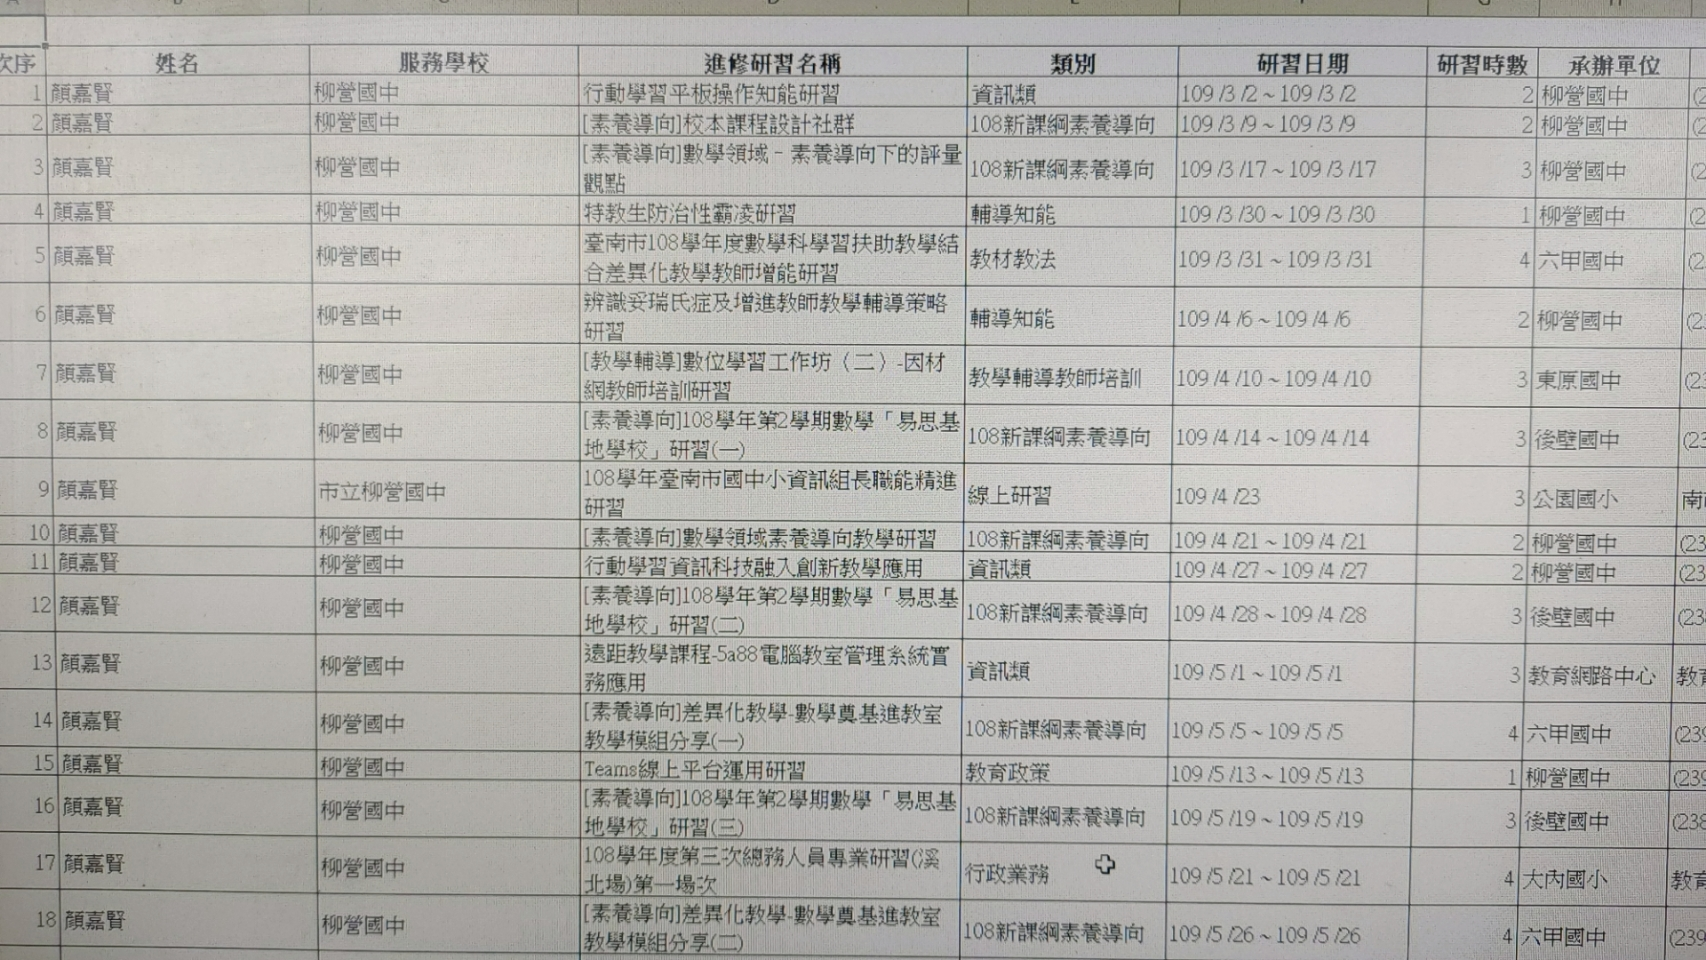 次序 姓名 服務學校 進修研習名稱 類別 研習日期 研習時數 承辦單位
1 顏嘉賢 柳營國中 行動學習平板操作知能研習 資訊類 109 /3 /2 ~ 109 /3 /2 2 柳營國中 (2
2 顏嘉賢 柳營國中 [素養導向]校本課程設計社群 108新課綱素養導向 109 /3 /9 ~ 109 /3 /9 2 柳營國中 (2
3 顏嘉賢 柳營國中 [素養導向]數學領域－素養導向下的評量 108新課綱素養導向 109 /3 /17 ~ 109 /3 /17 3 柳營國中 (2
觀點
4 顏嘉賢 柳營國中 特教生防治性霸凌研習 輔導知能 109 /3 /30 ~ 109 /3 /30 1 柳營國中 (2
5 顏嘉賢 柳營國中 臺南市108學年度數學科學習扶助教學結 教材教法 109 /3 /31 ~ 109 /3 /31 4 六甲國中 (2
合差異化教學教師增能研習
6 顏嘉賢 柳營國中 辨識妥瑞氏症及增進教師教學輔導策略 輔導知能 109 /4 /6 ~ 109 /4 /6 2 柳營國中 (2
研習
7 顏嘉賢 柳營國中 [教學輔導]數位學習工作坊〈二〉-因材 教學輔導教師培訓 109 /4 /10 ~ 109 /4 /10 3 東原國中 (23
網教師培訓研習
8 顏嘉賢 柳營國中 [素養導向]108學年第2學期數學「易思基 108新課綱素養導向 109 /4 /14 ~ 109 /4 /14 3 後壁國中 (23
地學校」研習(一)
9 顏嘉賢 市立柳營國中 108學年臺南市國中小資訊組長職能精進 線上研習 109 /4 /23 3 公園國小 南
研習
10 顏嘉賢 柳營國中 [素養導向]數學領域素養導向教學研習 108新課綱素養導向 109 /4 /21 ~ 109 /4 /21 2 柳營國中 (23
11 顏嘉賢 柳營國中 行動學習資訊科技融入創新教學應用 資訊類 109 /4 /27 ~ 109 /4 /27 2 柳營國中 (23
12 顏嘉賢 柳營國中 [素養導向]108學年第2學期數學「易思基 108新課綱素養導向 109 /4 /28 ~ 109 /4 /28 3 後壁國中 (23
地學校」研習(二)
13 顏嘉賢 柳營國中 遠距教學課程-5a88電腦教室管理系統實 資訊類 109 /5 /1 ~ 109 /5 /1 3 教育網路中心 教
務應用
14 顏嘉賢 柳營國中 [素養導向]差異化教學-數學奠基進教室 108新課綱素養導向 109 /5 /5 ~ 109 /5 /5 4 六甲國中 (239
教學模組分享(一)
15 顏嘉賢 柳營國中 Teams線上平台運用研習 教育政策 109 /5 /13 ~ 109 /5 /13 1 柳營國中 (239
16 顏嘉賢 柳營國中 [素養導向]108學年第2學期數學「易思基 108新課綱素養導向 109 /5 /19 ~ 109 /5 /19 3 後壁國中 (238
地學校」研習(三)
17 顏嘉賢 柳營國中 108學年度第三次總務人員專業研習(溪 行政業務 109 /5 /21 ~ 109 /5 /21 4 大內國小 教育
北場)第一場次
18 顏嘉賢 柳營國中 [素養導向]差異化教學-數學奠基進教室 108新課綱素養導向 109 /5 /26 ~ 109 /5 /26 4 六甲國中 (239
教學模組分享(二)